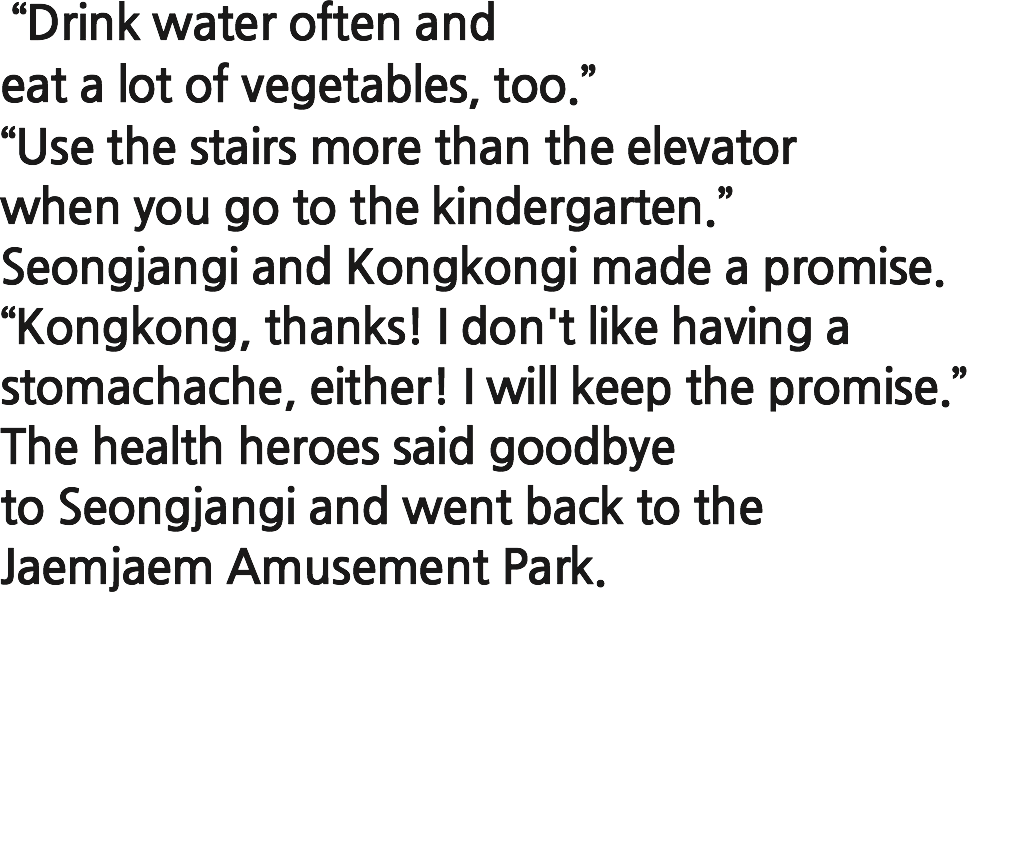 “Drink water often and
eat a lot of vegetables, too.”
“Use the stairs more than the elevator
when you go to the kindergarten.”
Seongjangi and Kongkongi made a promise.
“Kongkong, thanks! I don't like having a
stomachache, either! I will keep the promise.”
The health heroes said goodbye
to Seongjangi and went back to the
Jaemjaem Amusement Park.